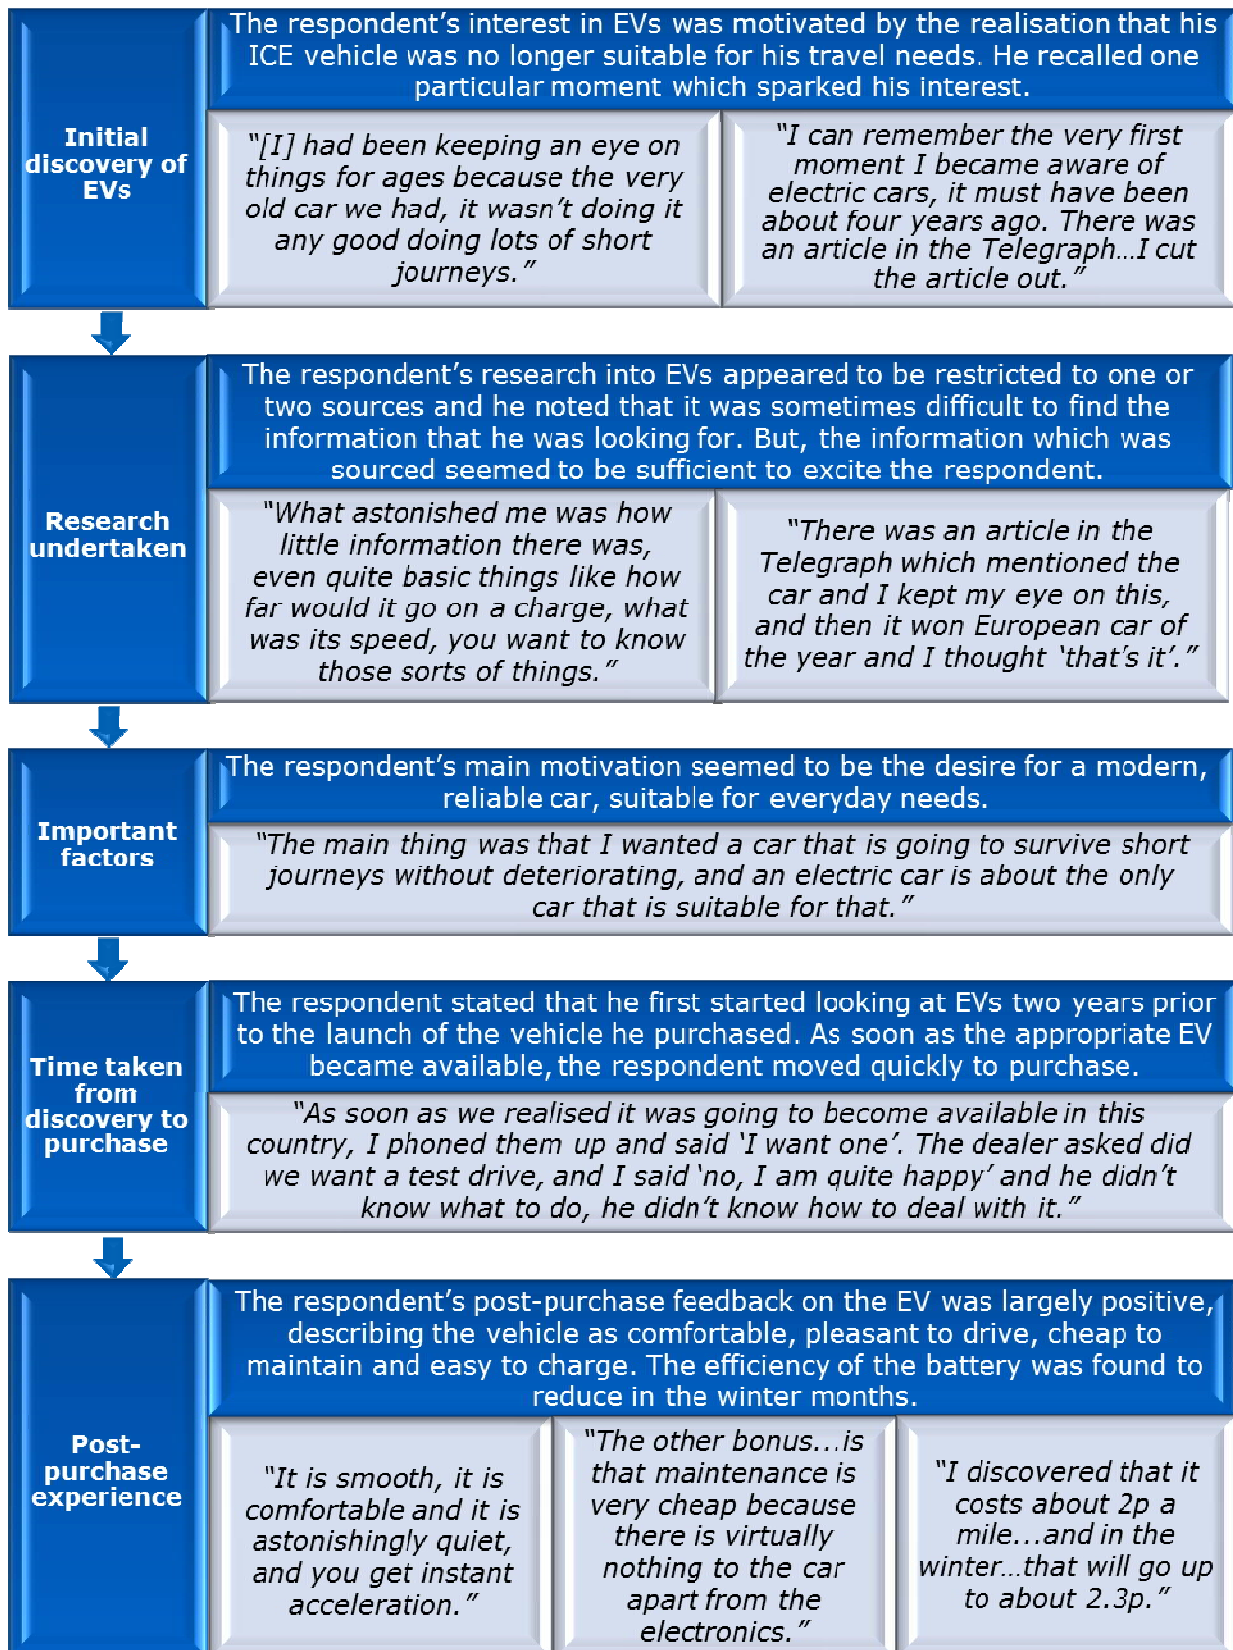 Initial
discovery of
EVs
The respondent’s interest in EVs was motivated by the realisation that his
ICE vehicle was no longer suitable for his travel needs. He recalled one
particular moment which sparked his interest.
“[I] had been keeping an eye on
things for ages because the very
old car we had, it wasn’t doing it
any good doing lots of short
journeys.”
“I can remember the very first
moment I became aware of
electric cars, it must have been
about four years ago. There was
an article in the Telegraph…I cut
the article out.”
Research
undertaken
The respondent’s research into EVs appeared to be restricted to one or
two sources and he noted that it was sometimes difficult to find the
information that he was looking for. But, the information which was
sourced seemed to be sufficient to excite the respondent.
“What astonished me was how
little information there was,
even quite basic things like how
far would it go on a charge, what
was its speed, you want to know
those sorts of things.”
“There was an article in the
Telegraph which mentioned the
car and I kept my eye on this,
and then it won European car of
the year and I thought ‘that’s it’.”
Important
factors
The respondent’s main motivation seemed to be the desire for a modern,
reliable car, suitable for everyday needs.
“The main thing was that I wanted a car that is going to survive short
journeys without deteriorating, and an electric car is about the only
car that is suitable for that.”
Time taken
from
discovery to
purchase
The respondent stated that he first started looking at EVs two years prior
to the launch of the vehicle he purchased. As soon as the appropriate EV
became available, the respondent moved quickly to purchase.
“As soon as we realised it was going to become available in this
country, I phoned them up and said ‘I want one’. The dealer asked did
we want a test drive, and I said ‘no, I am quite happy’ and he didn’t
know what to do, he didn’t know how to deal with it.”
Post-
purchase
experience
The respondent’s post-purchase feedback on the EV was largely positive,
describing the vehicle as comfortable, pleasant to drive, cheap to
maintain and easy to charge. The efficiency of the battery was found to
reduce in the winter months.
“It is smooth, it is
comfortable and it is
astonishingly quiet,
and you get instant
acceleration.”
“The other bonus...is
that maintenance is
very cheap because
there is virtually
nothing to the car
apart from the
electronics.”
“I discovered that it
costs about 2p a
mile...and in the
winter…that will go up
to about 2.3p.”